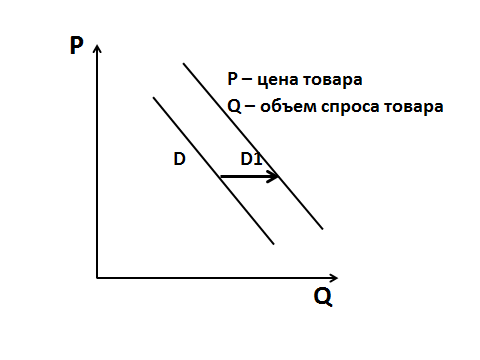 P
P – цена товара
Q – объем спроса товара
D
D1
Q